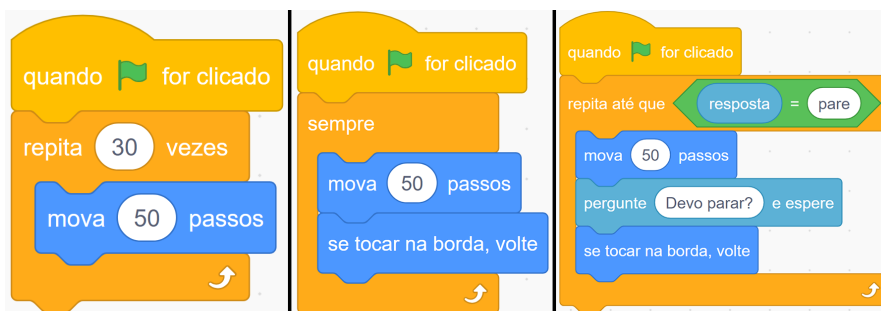 quando for clicado
repita 30 vezes
mova 50 passos
quando for clicado
sempre
mova 50 passos
se tocar na borda, volte
quando for clicado
repita até que resposta = pare
mova 50 passos
pergunte Devo parar? e espere
se tocar na borda, volte